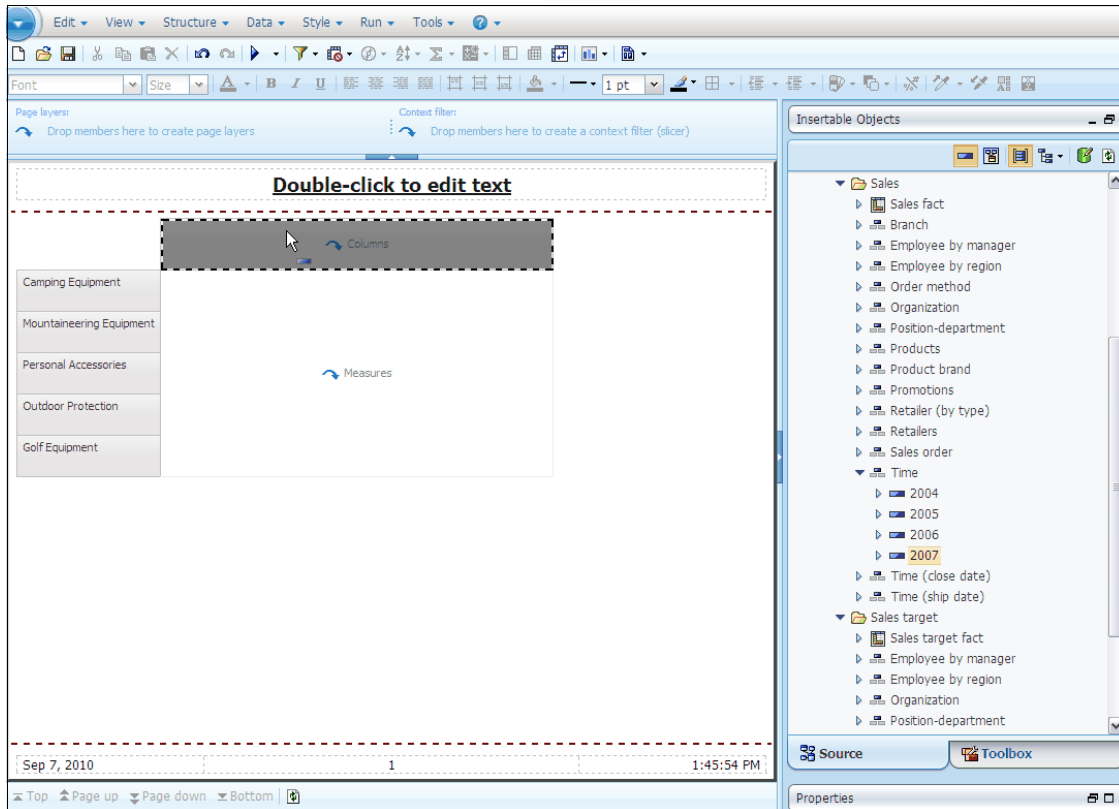 Edit View Structure Data Style Run Tools
Font Size B I U 1 pt
Page layers:
Drop members here to create page layers
Context filter:
Drop members here to create a context filter (slicer)
Double-click to edit text
Columns
Camping Equipment
Mountaineering Equipment
Personal Accessories
Measures
Outdoor Protection
Golf Equipment
Sep 7, 2010 1 1:45:54 PM
Top Page up Page down Bottom
Insertable Objects
Sales
Sales fact
Branch
Employee by manager
Employee by region
Order method
Organization
Position-department
Products
Product brand
Promotions
Retailer (by type)
Retailers
Sales order
Time
2004
2005
2006
2007
Time (close date)
Time (ship date)
Sales target
Sales target fact
Employee by manager
Employee by region
Organization
Position-department
Source Toolbox
Properties